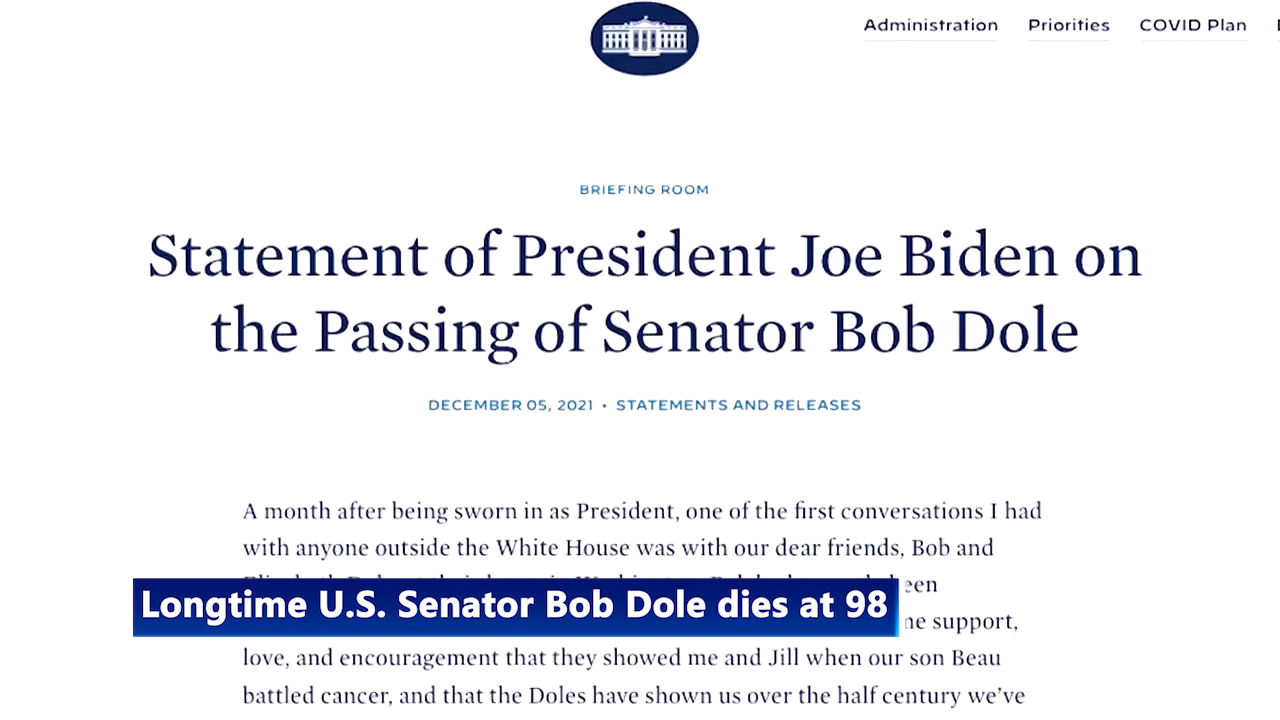 Administration Priorities COVID Plan
BRIEFING ROOM
Statement of President Joe Biden on
the Passing of Senator Bob Dole
DECEMBER 05, 2021 • STATEMENTS AND RELEASES
A month after being sworn in as President, one of the first conversations I had
with anyone outside the White House was with our dear friends, Bob and
Longtime U.S. Senator Bob Dole dies at 98
support,
love, and encouragement that they showed me and Jill when our son Beau
battled cancer, and that the Doles have shown us over the half century we've